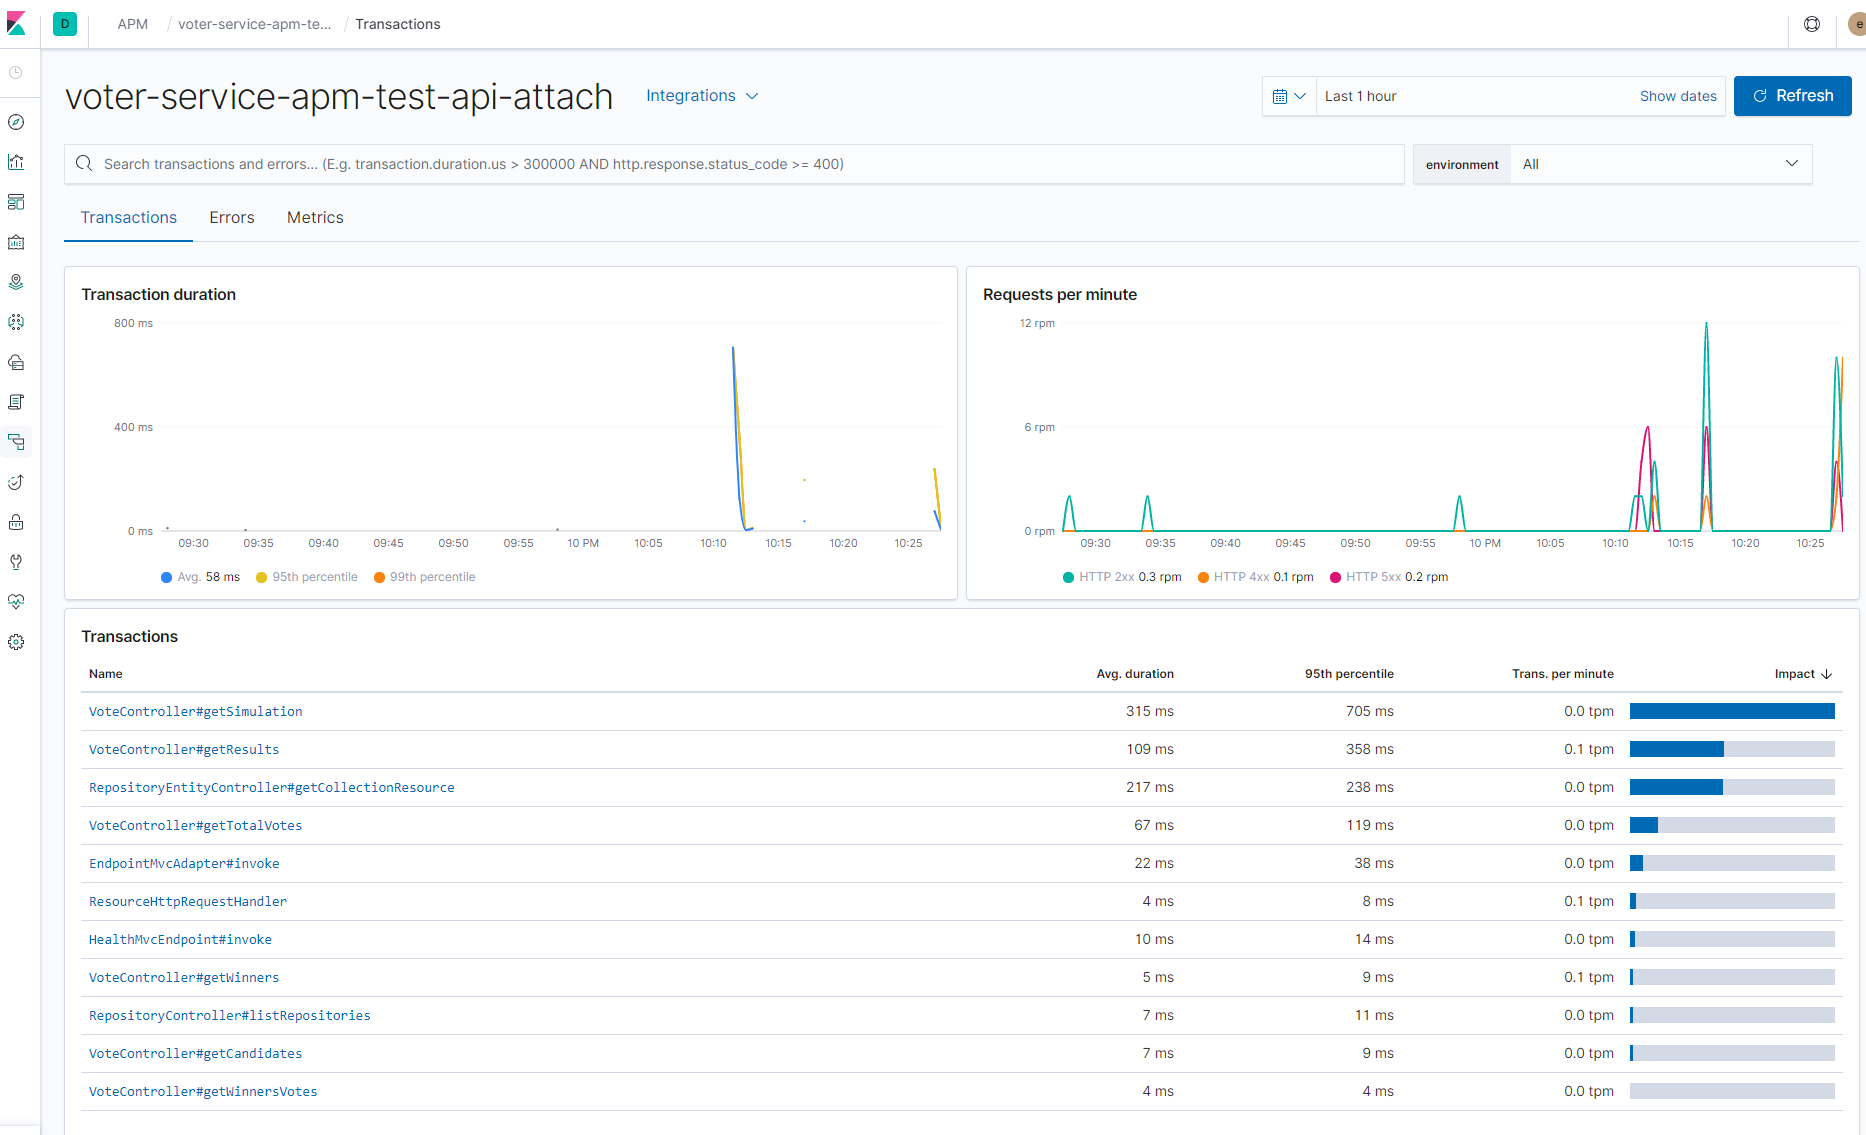 D APM / voter-service-apm-te... / Transactions e
voter-service-apm-test-api-attach Integrations Last 1 hour Show dates Refresh
Search transactions and errors... (E.g. transaction.duration.us > 300000 AND http.response.status_code >= 400) environment All
Transactions Errors Metrics
Transaction duration
800 ms
400 ms
0 ms
09:30 09:35 09:40 09:45 09:50 09:55 10 PM 10:05 10:10 10:15 10:20 10:25
Avg. 58 ms 95th percentile 99th percentile
Requests per minute
12 rpm
6 rpm
0 rpm
09:30 09:35 09:40 09:45 09:50 09:55 10 PM 10:05 10:10 10:15 10:20 10:25
HTTP 2xx 0.3 rpm HTTP 4xx 0.1 rpm HTTP 5xx 0.2 rpm
Transactions
Name Avg. duration 95th percentile Trans. per minute Impact
VoteController#getSimulation 315 ms 705 ms 0.0 tpm
VoteController#getResults 109 ms 358 ms 0.1 tpm
RepositoryEntityController#getCollectionResource 217 ms 238 ms 0.0 tpm
VoteController#getTotalVotes 67 ms 119 ms 0.0 tpm
EndpointMvcAdapter#invoke 22 ms 38 ms 0.0 tpm
ResourceHttpRequestHandler 4 ms 8 ms 0.1 tpm
HealthMvcEndpoint#invoke 10 ms 14 ms 0.0 tpm
VoteController#getWinners 5 ms 9 ms 0.1 tpm
RepositoryController#listRepositories 7 ms 11 ms 0.0 tpm
VoteController#getCandidates 7 ms 9 ms 0.0 tpm
VoteController#getWinnersVotes 4 ms 4 ms 0.0 tpm